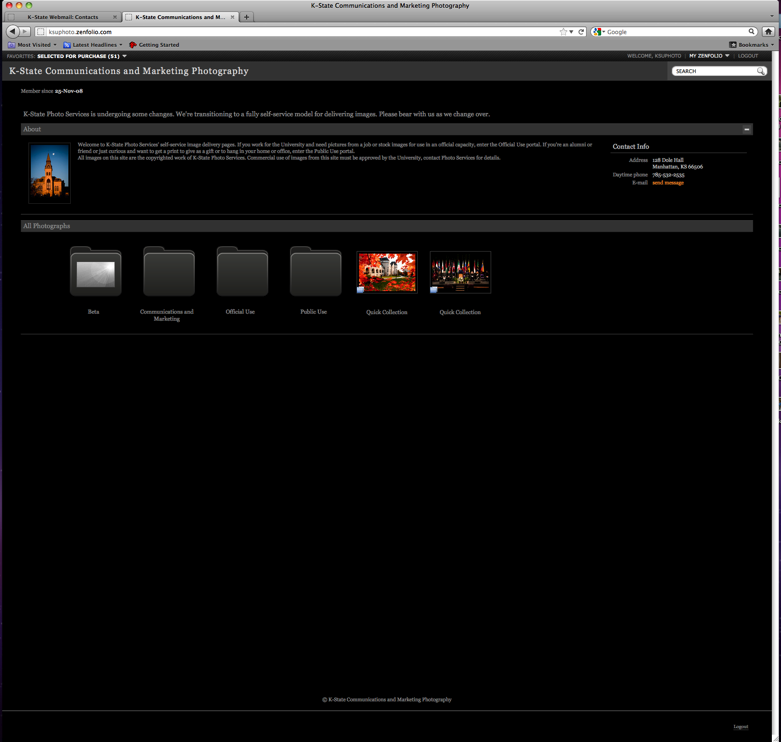 K-State Communications and Marketing Photography
K-State Webmail: Contacts
K-State Communications and M...
ksuphoto.zenfolio.com
Google
Most Visited
Latest Headlines
Getting Started
Bookmarks
FAVORITES: SELECTED FOR PURCHASE (51)
WELCOME, KSUPHOTO | MY ZENFOLIO | LOGOUT
K-State Communications and Marketing Photography
SEARCH
Member since 25-Nov-08
K-State Photo Services is undergoing some changes. We're transitioning to a fully self-service model for delivering images. Please bear with us as we change over.
About
Welcome to K-State Photo Services' self-service image delivery pages. If you work for the University and need pictures from a job or stock images for use in an official capacity, enter the Official Use portal. If you're an alumni or
friend or just curious and want to get a print to give as a gift or to hang in your home or office, enter the Public Use portal.
All images on this site are the copyrighted work of K-State Photo Services. Commercial use of images from this site must be approved by the University, contact Photo Services for details.
Contact Info
Address 128 Dole Hall
Manhattan, KS 66506
Daytime phone 785-532-2535
E-mail send message
All Photographs
Beta
Communications and
Marketing
Official Use
Public Use
Quick Collection
Quick Collection
© K-State Communications and Marketing Photography
Logout